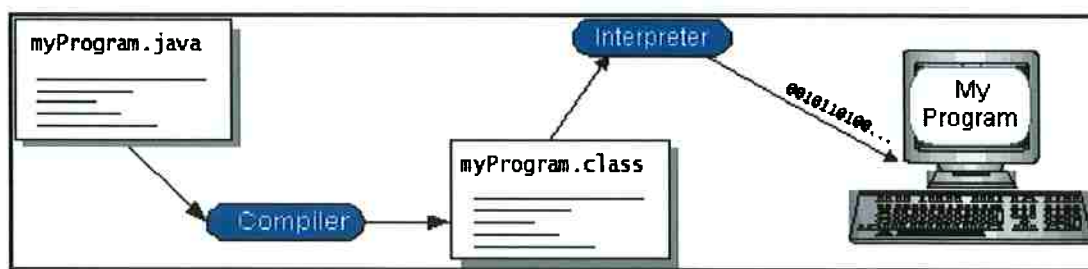 myProgram.java
Compiler
myProgram.class
Interpreter
0010110100...
My
Program